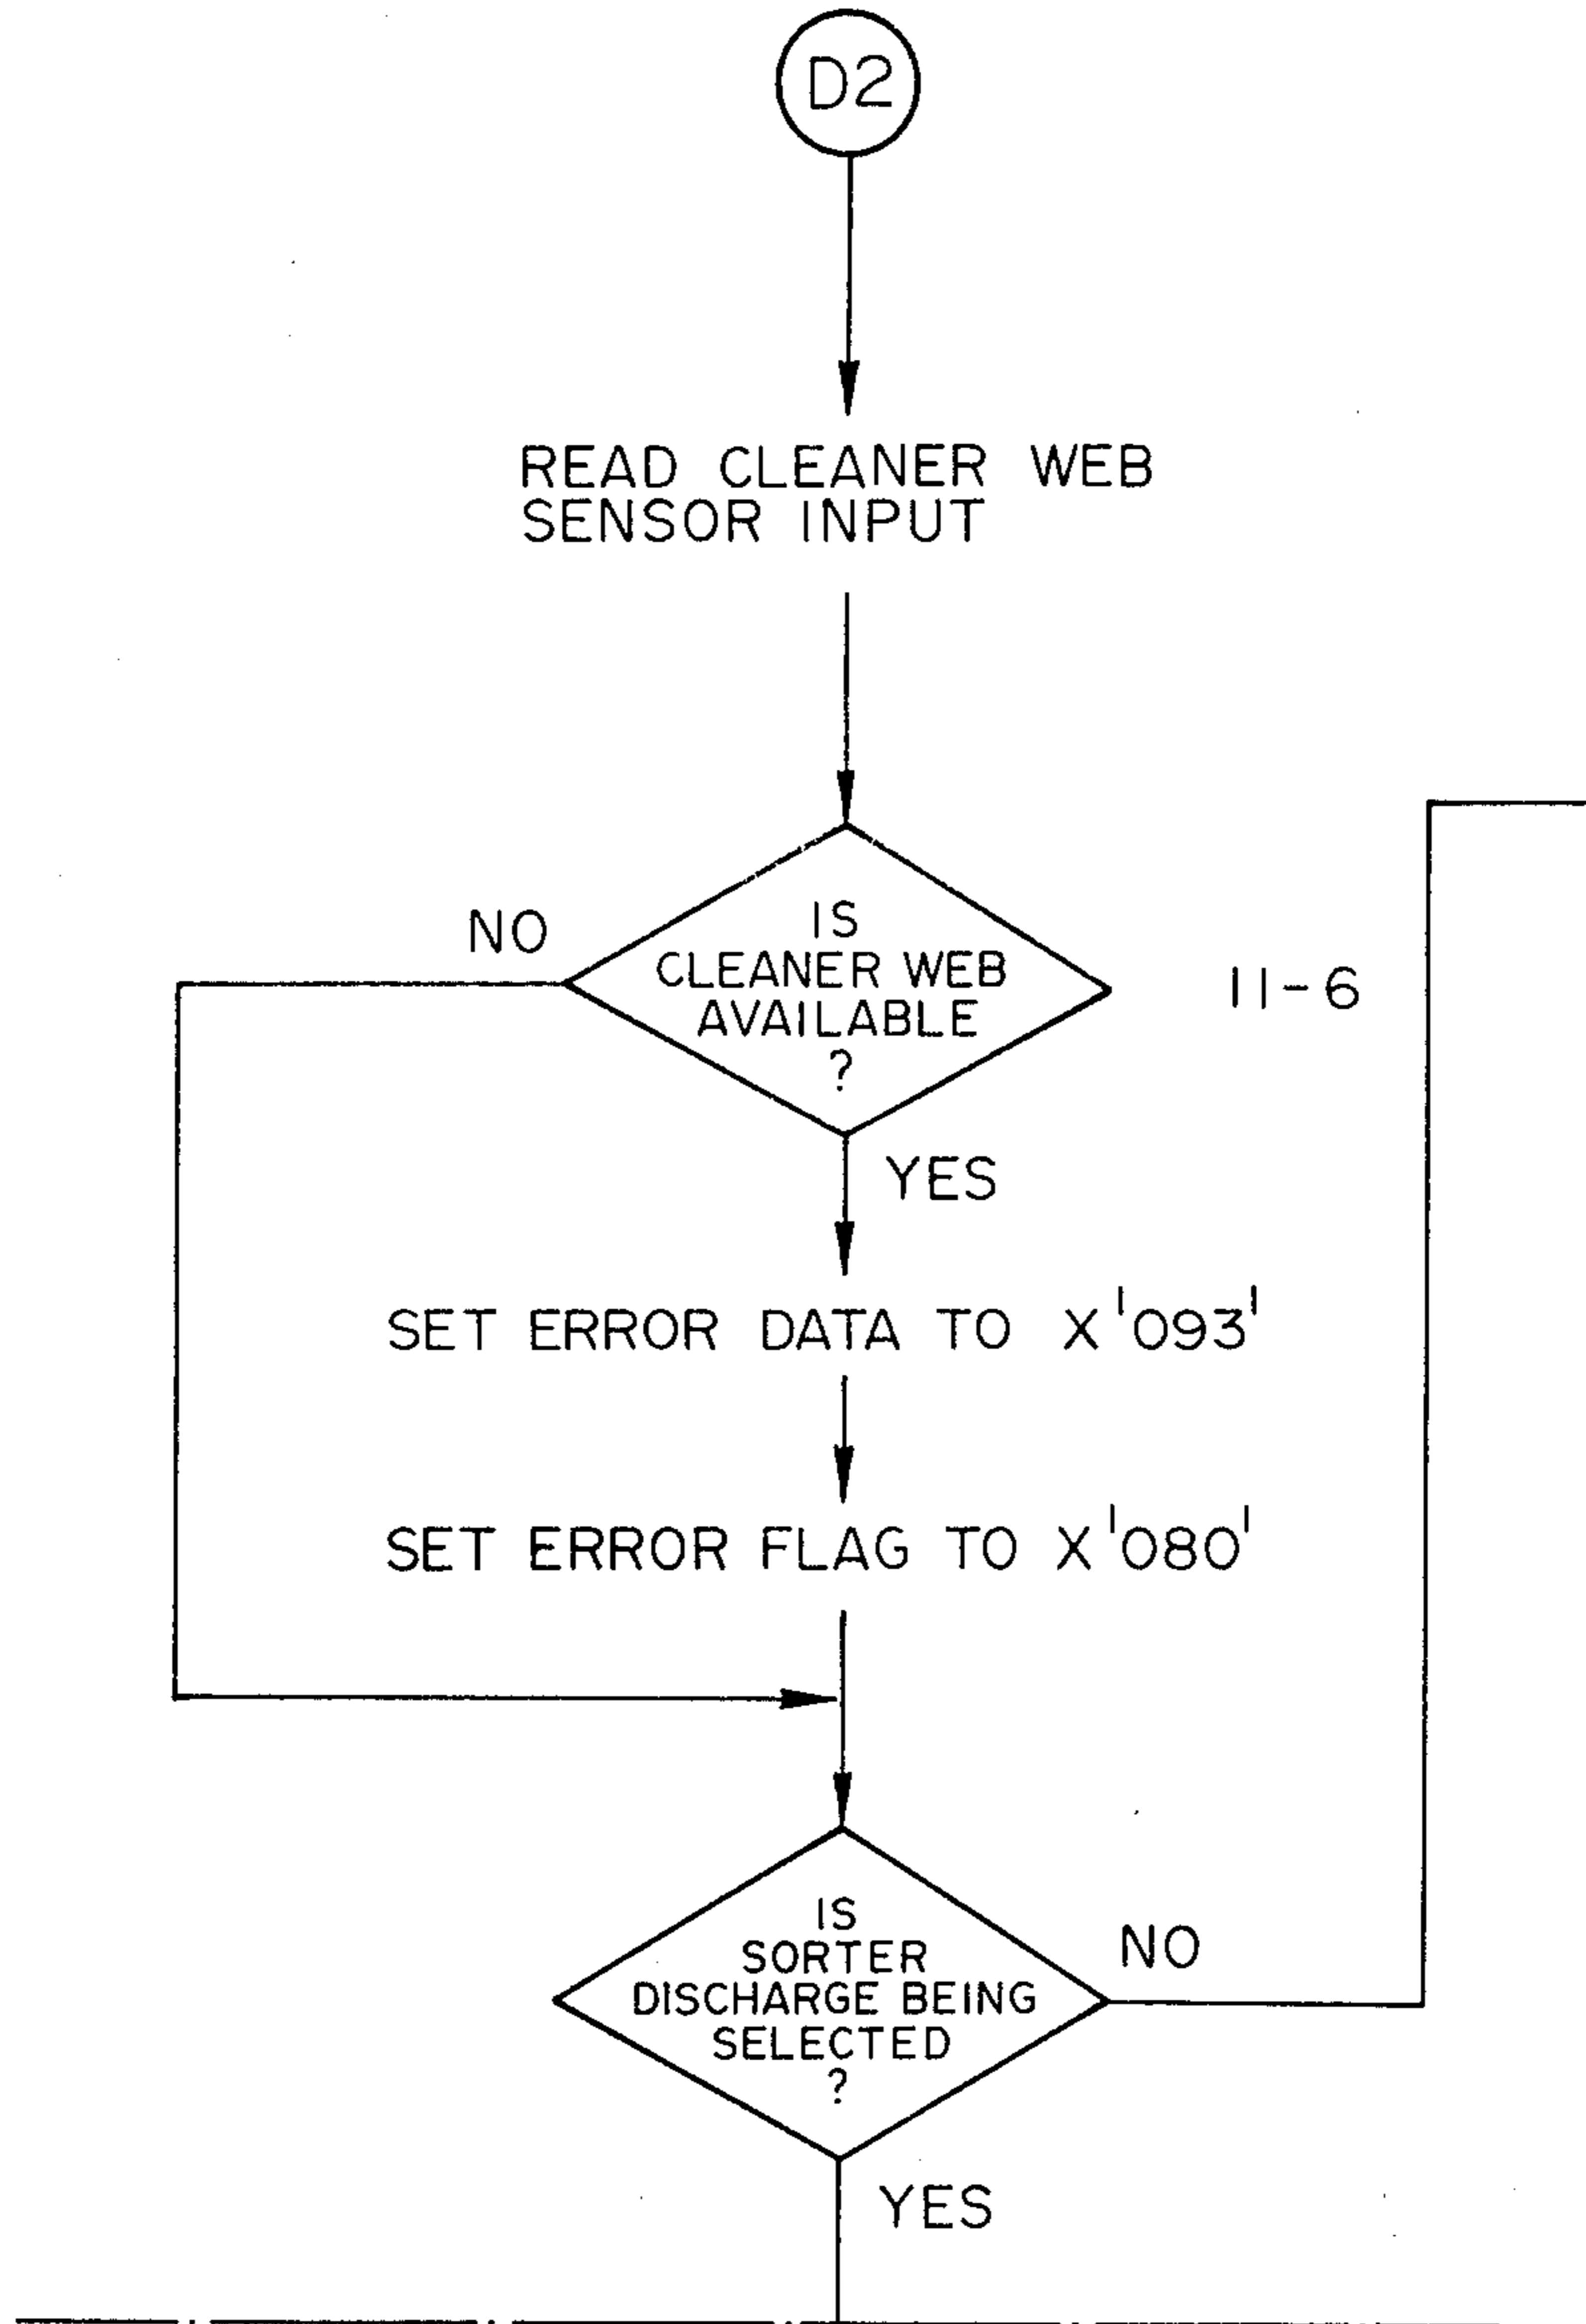 D2
READ CLEANER WEB
SENSOR INPUT
NO
IS
CLEANER WEB
AVAILABLE
?
11-6
YES
SET ERROR DATA TO X'093'
SET ERROR FLAG TO X'080'
IS
SORTER
DISCHARGE BEING
SELECTED
?
NO
YES